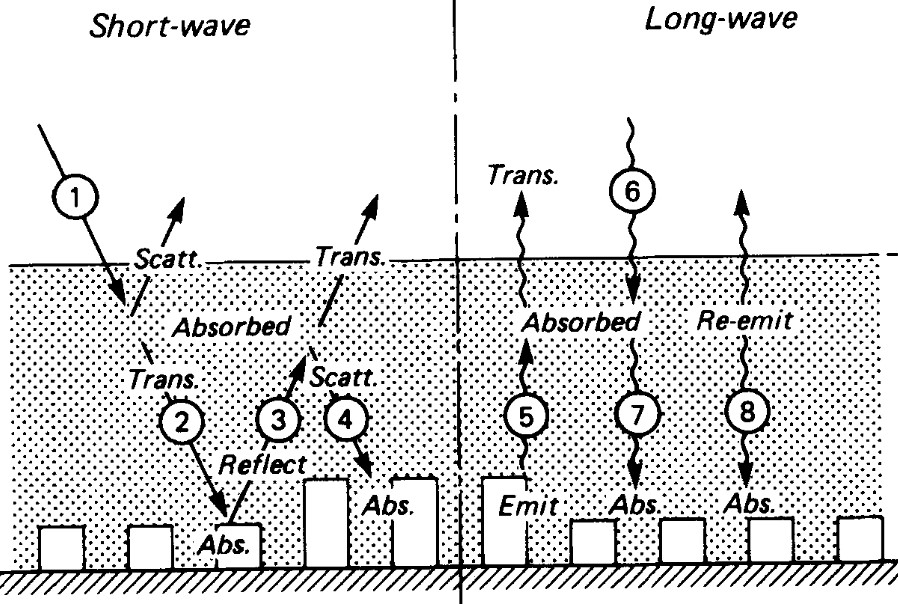 Short-wave
Long-wave
1
Scatt.
Trans.
Absorbed
Trans.
2
3
Scatt.
4
Reflect
Abs.
Abs.
Trans.
6
Absorbed
Re-emit
5
7
8
Emit
Abs.
Abs.